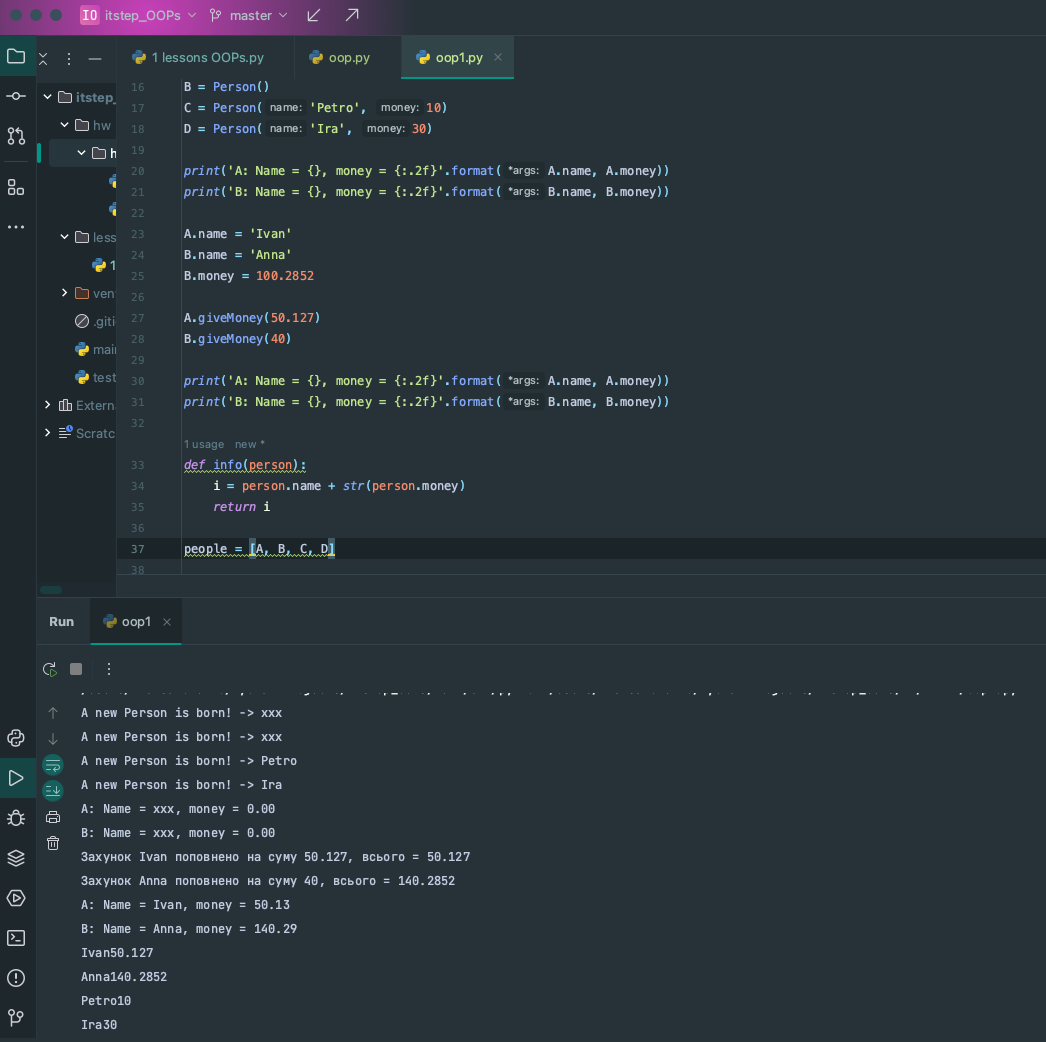 IO itstep_OOPs master
1 lessons OOPs.py oop.py oop1.py
itstep_
hw
h
less
1
ven
.giti
mai
test
Externa
Scratc
16 B = Person()
17 C = Person( name: 'Petro', money: 10)
18 D = Person( name: 'Ira', money: 30)
19
20 print('A: Name = {}, money = {:.2f}'.format( *args: A.name, A.money))
21 print('B: Name = {}, money = {:.2f}'.format( *args: B.name, B.money))
22
23 A.name = 'Ivan'
24 B.name = 'Anna'
25 B.money = 100.2852
26
27 A.giveMoney(50.127)
28 B.giveMoney(40)
29
30 print('A: Name = {}, money = {:.2f}'.format( *args: A.name, A.money))
31 print('B: Name = {}, money = {:.2f}'.format( *args: B.name, B.money))
32
1 usage new *
33 def info(person):
34 i = person.name + str(person.money)
35 return i
36
37 people = [A, B, C, D]
38
Run oop1
A new Person is born! -> xxx
A new Person is born! -> xxx
A new Person is born! -> Petro
A new Person is born! -> Ira
A: Name = xxx, money = 0.00
B: Name = xxx, money = 0.00
Захунок Ivan поповнено на суму 50.127, всього = 50.127
Захунок Anna поповнено на суму 40, всього = 140.2852
A: Name = Ivan, money = 50.13
B: Name = Anna, money = 140.29
Ivan50.127
Anna140.2852
Petro10
Ira30